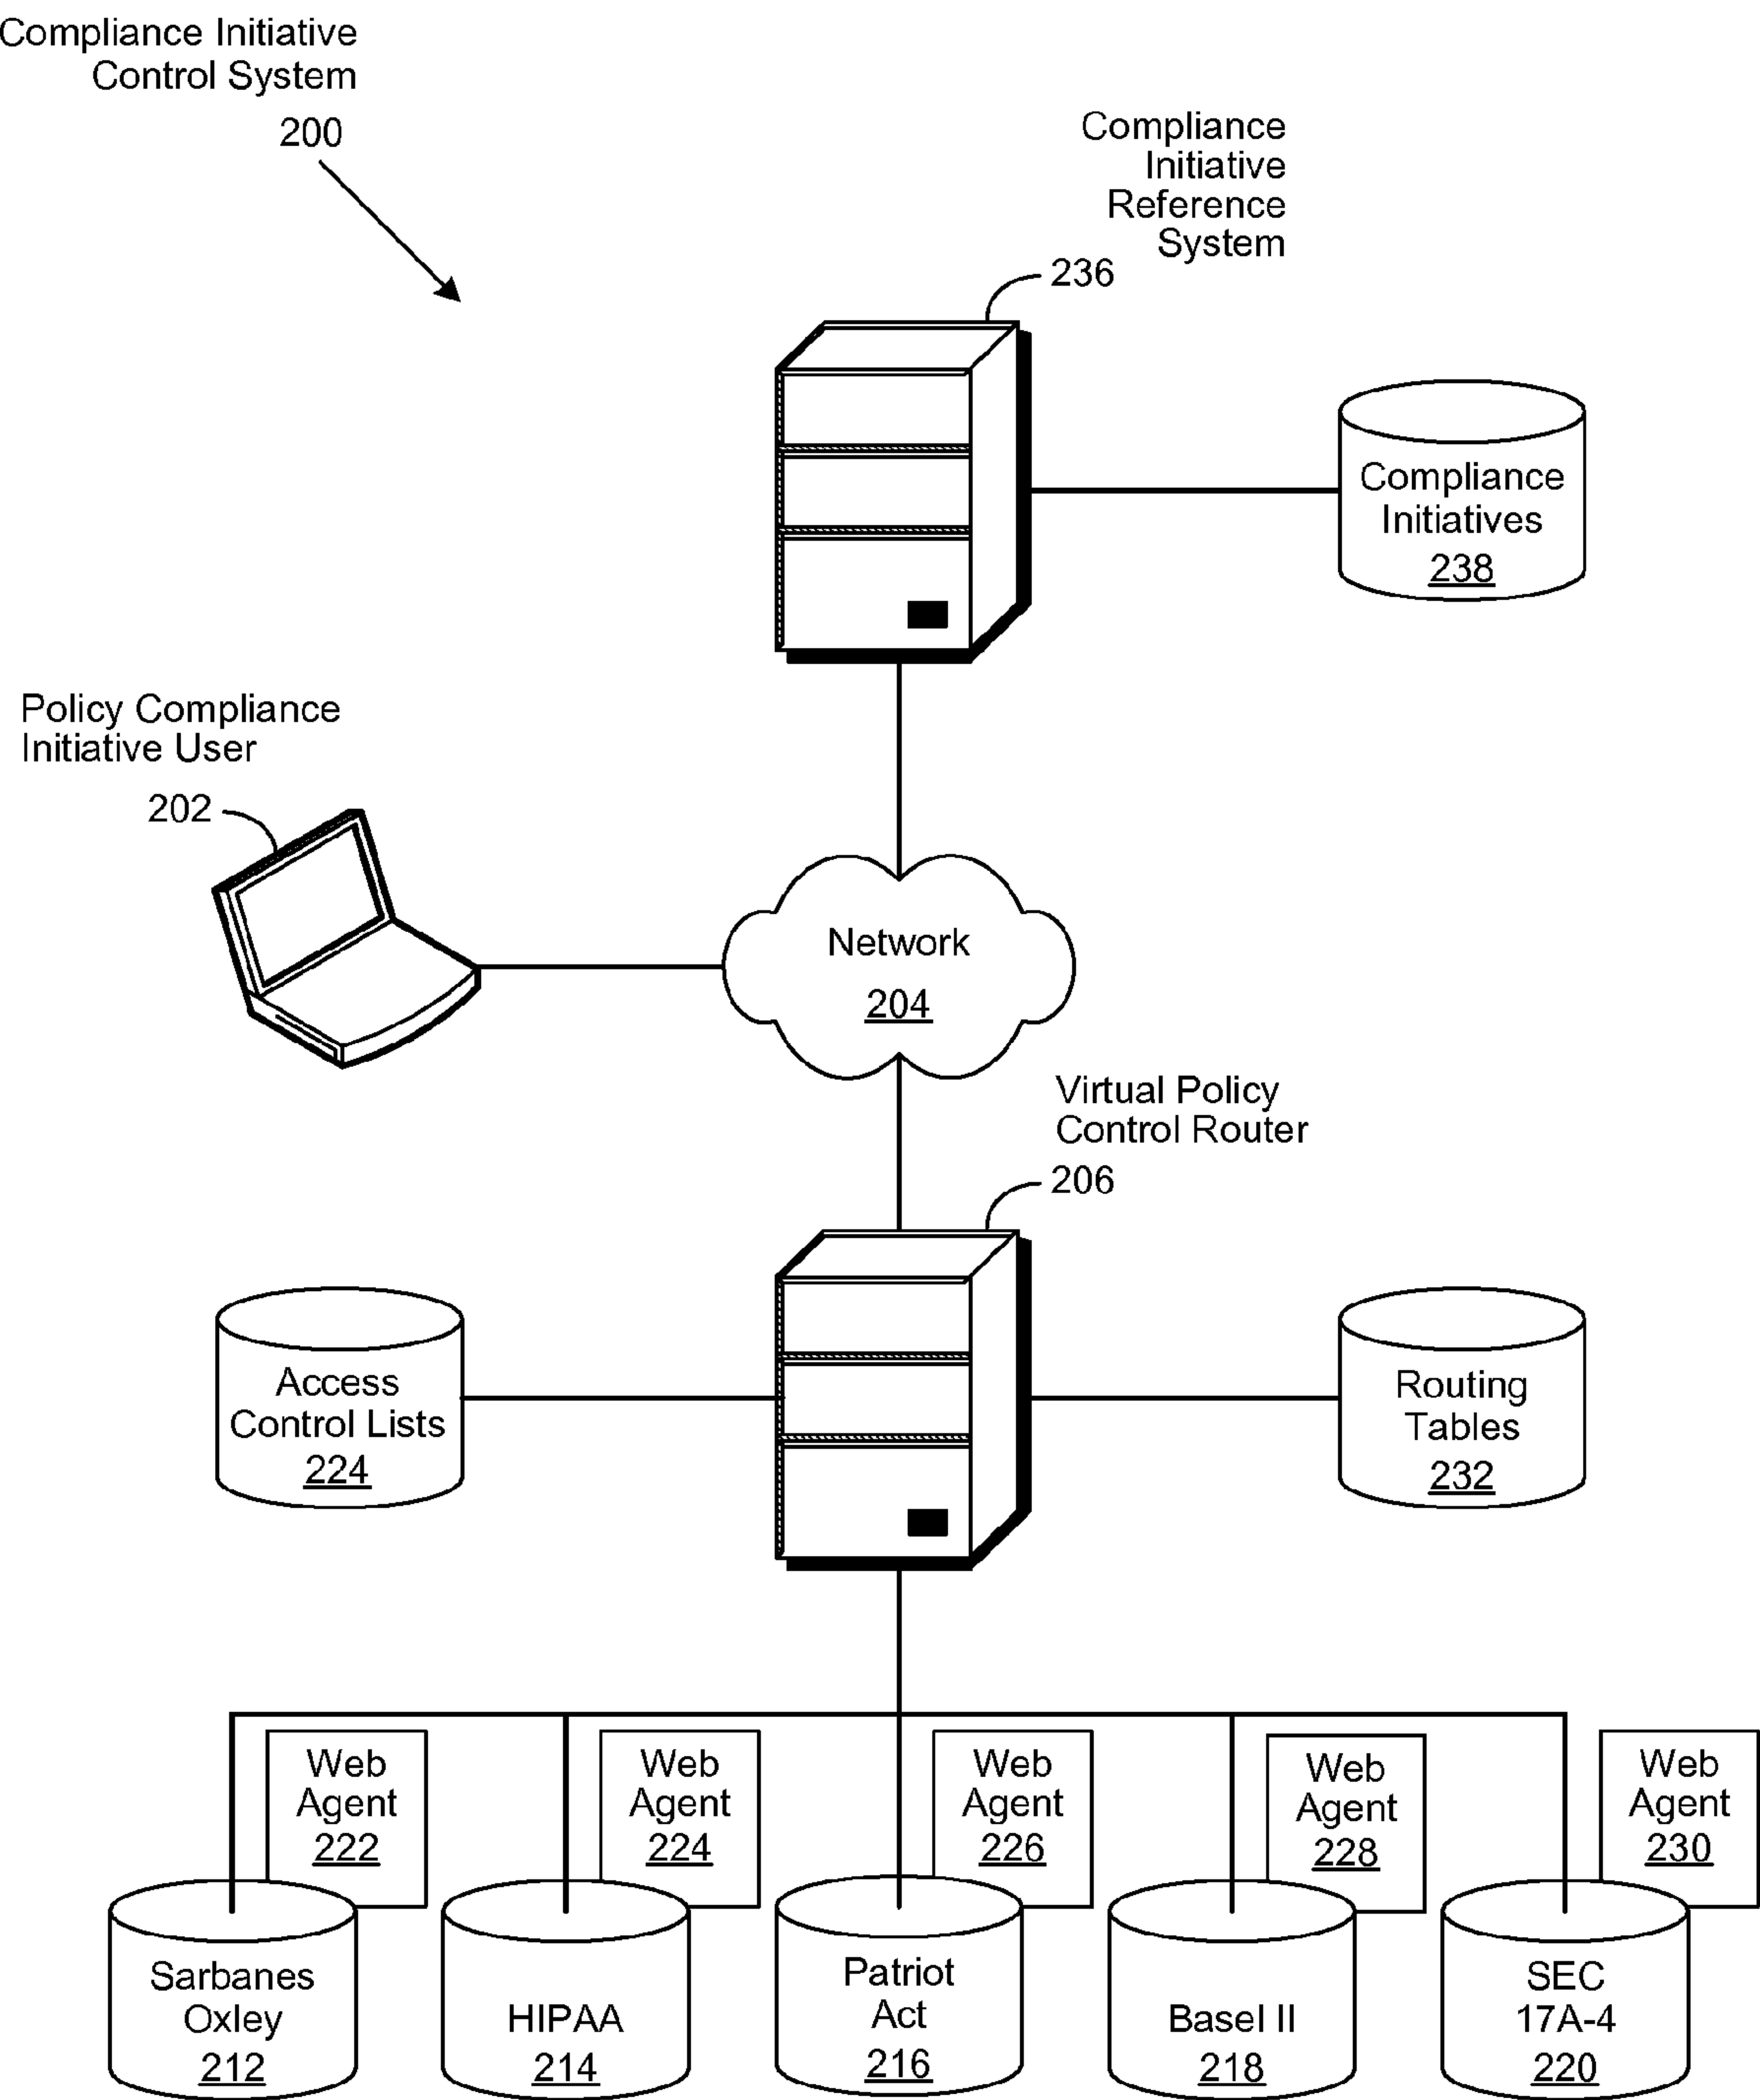 Compliance Initiative
Control System
200
Compliance
Initiative
Reference
System
236
Compliance
Initiatives
238
Policy Compliance
Initiative User
202
Network
204
Virtual Policy
Control Router
206
Access
Control Lists
224
Routing
Tables
232
Web
Agent
222
Web
Agent
224
Web
Agent
226
Web
Agent
228
Web
Agent
230
Sarbanes
Oxley
212
HIPAA
214
Patriot
Act
216
Basel II
218
SEC
17A-4
220